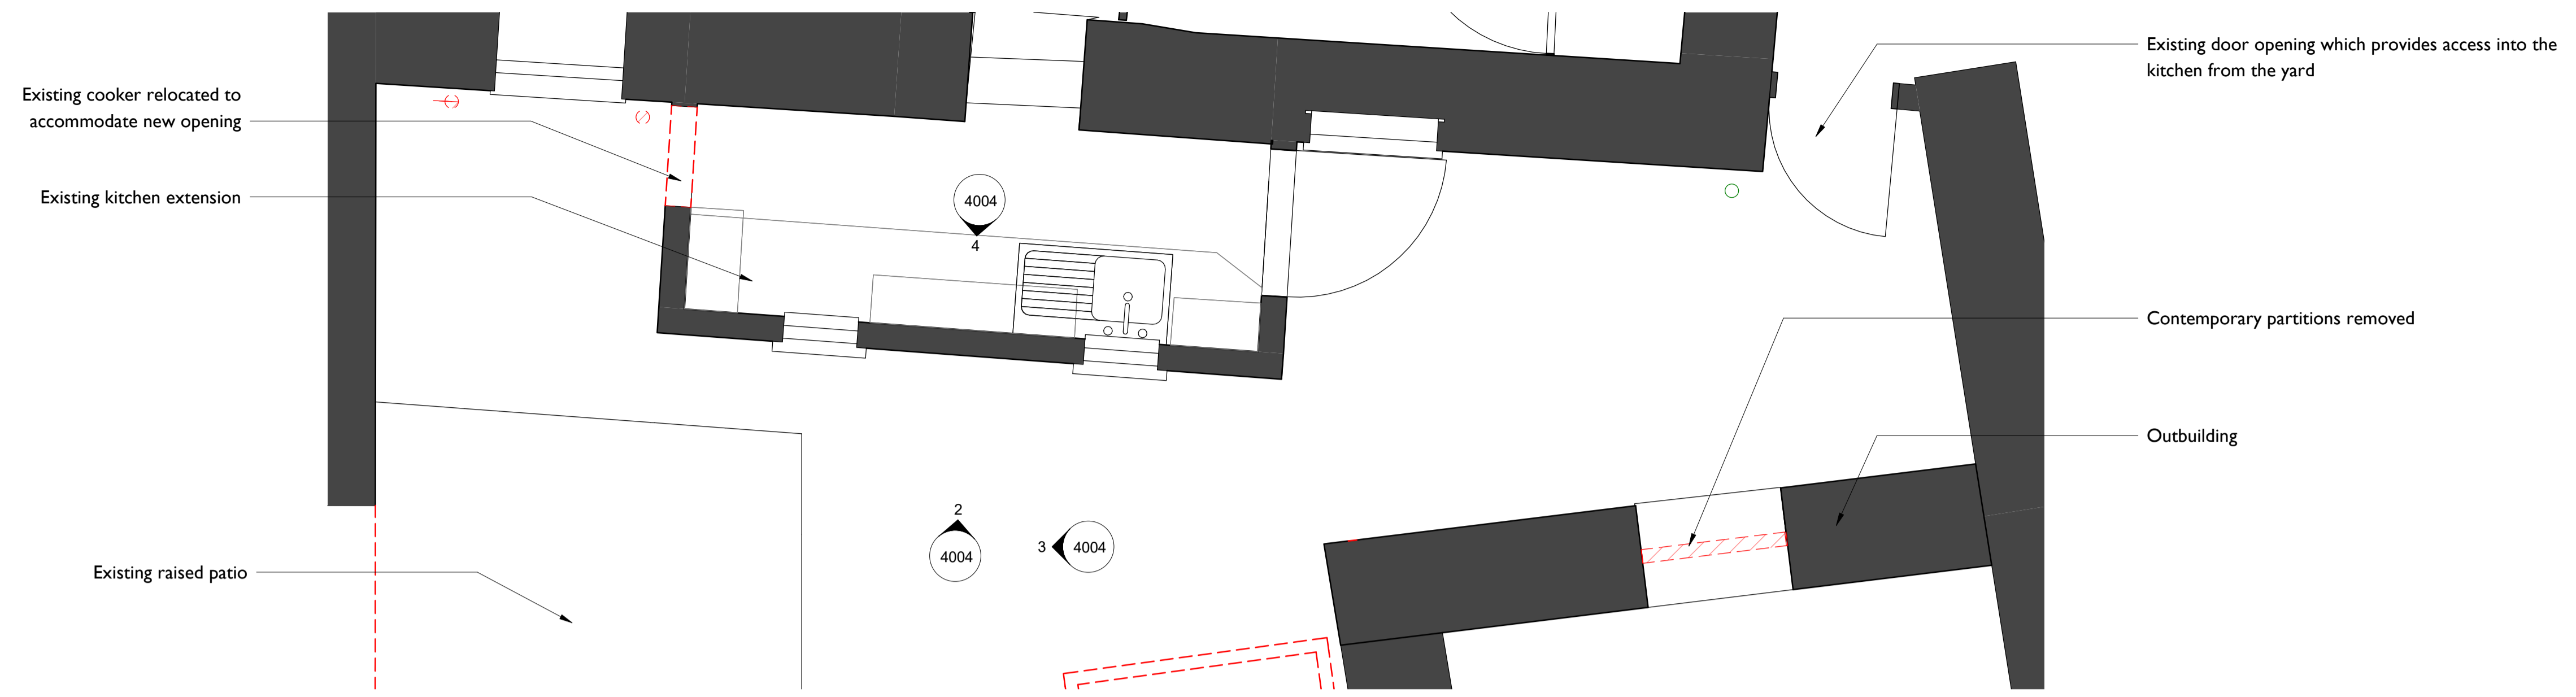 Existing door opening which provides access into the
kitchen from the yard
Existing cooker relocated to
accommodate new opening
Existing kitchen extension
4004
4
Contemporary partitions removed
Outbuilding
2
4004
3
4004
Existing raised patio